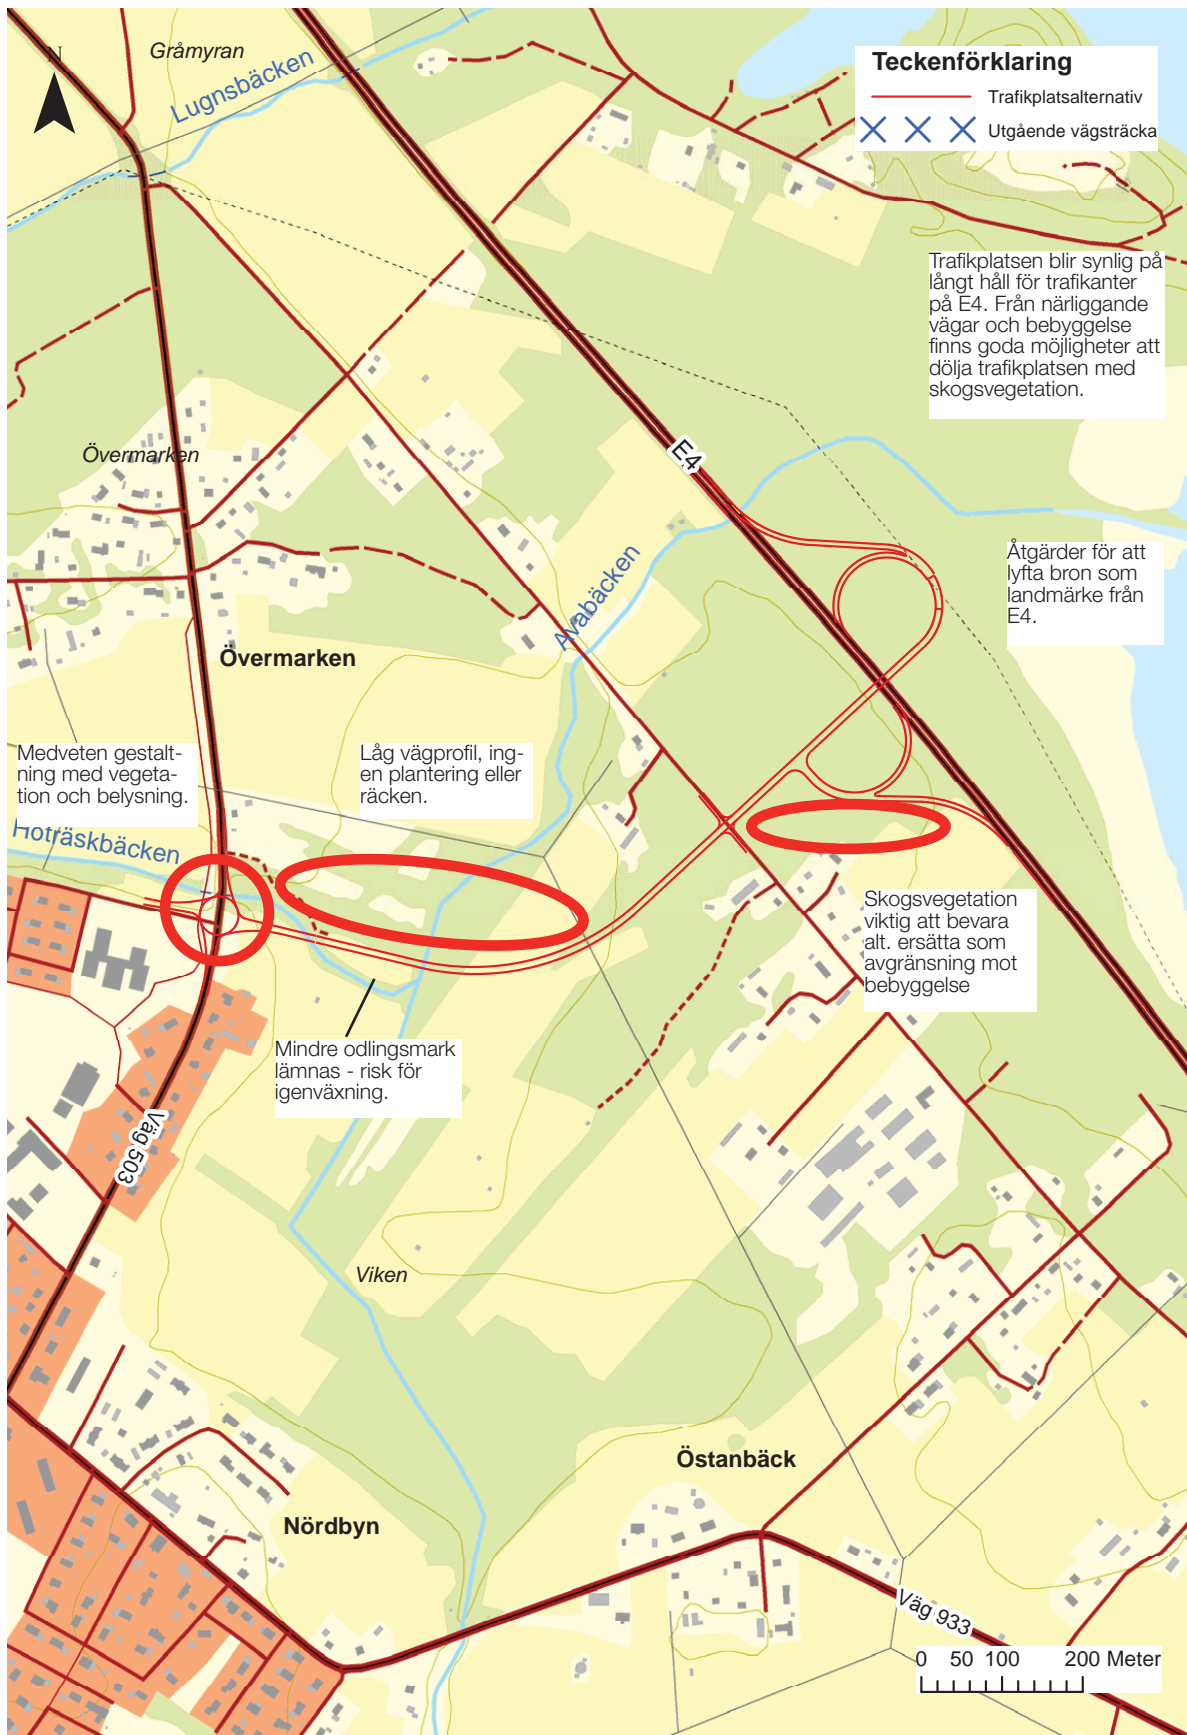 N
Gråmyran
Lugnsbäcken
Teckenförklaring
Trafikplatsalternativ
Utgående vägsträcka
Trafikplatsen blir synlig på
långt håll för trafikanter
på E4. Från närliggande
vägar och bebyggelse
finns goda möjligheter att
dölja trafikplatsen med
skogsvegetation.
E4
Övermarken
Åtgärder för att
lyfta bron som
landmärke från
E4.
Avabäcken
Övermarken
Medveten gestalt-
ning med vegeta-
tion och belysning.
Låg vägprofil, ing-
en plantering eller
räcken.
Hoträskbäcken
Skogsvegetation
viktig att bevara
alt. ersätta som
avgränsning mot
bebyggelse
Mindre odlingsmark
lämnas - risk för
igenväxning.
Väg 503
Viken
Östanbäck
Nördbyn
Väg 933
0 50 100 200 Meter